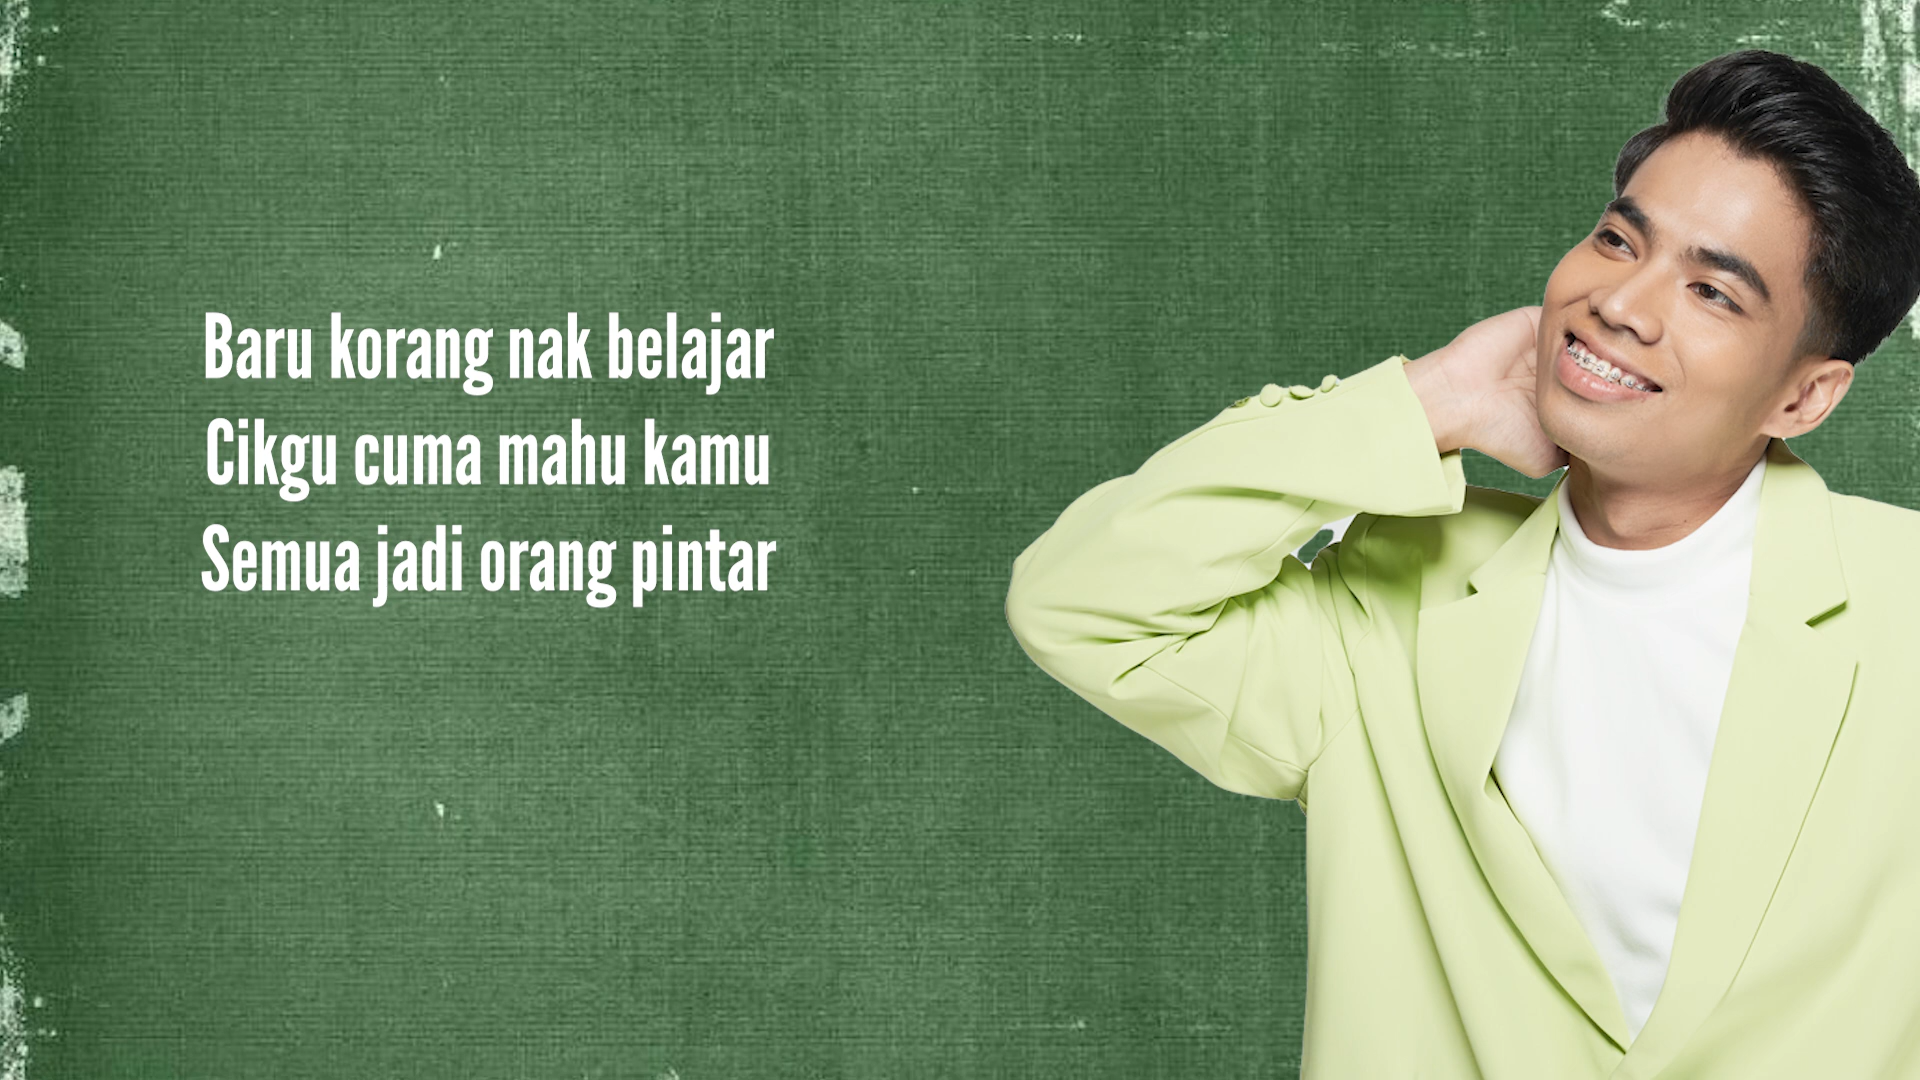 Baru korang nak belajar
Cikgu cuma mahu kamu
Semua jadi orang pintar